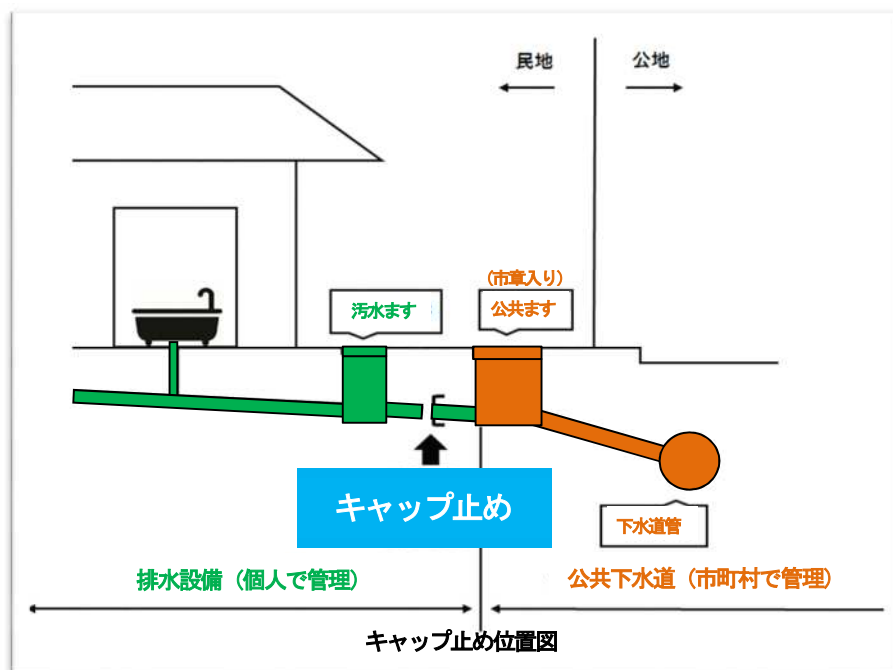 民地
公地
(市章入り)
汚水ます
公共ます
キャップ止め
下水道管
排水設備（個人で管理）
公共下水道（市町村で管理）
キャップ止め位置図